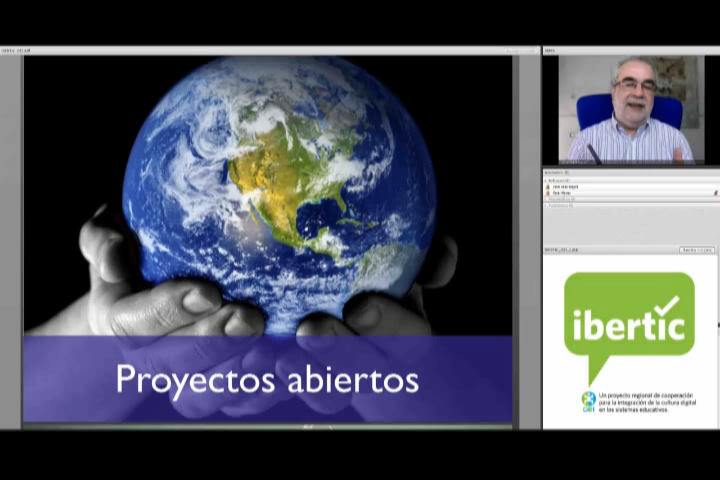 Proyectos abiertos
ibertic
OEI
Un proyecto regional de cooperación
para la integración de la cultura digital
en los sistemas educativos.